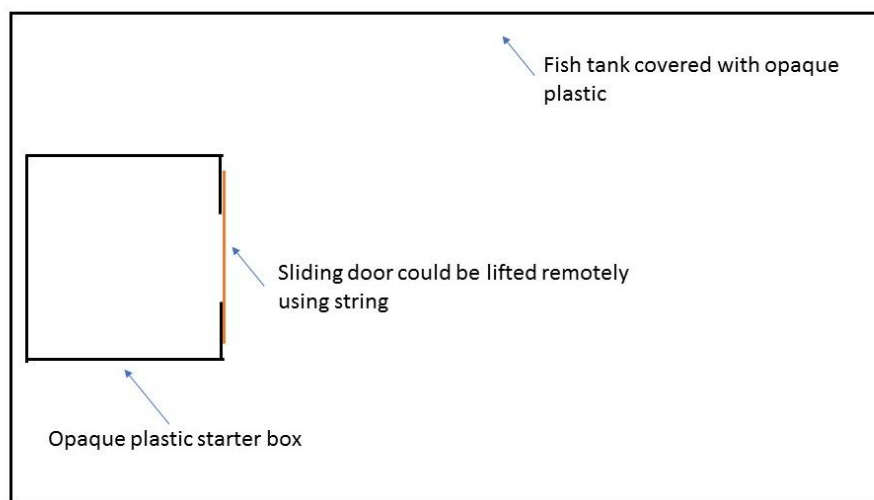 Fish tank covered with opaque
plastic
Sliding door could be lifted remotely
using string
Opaque plastic starter box